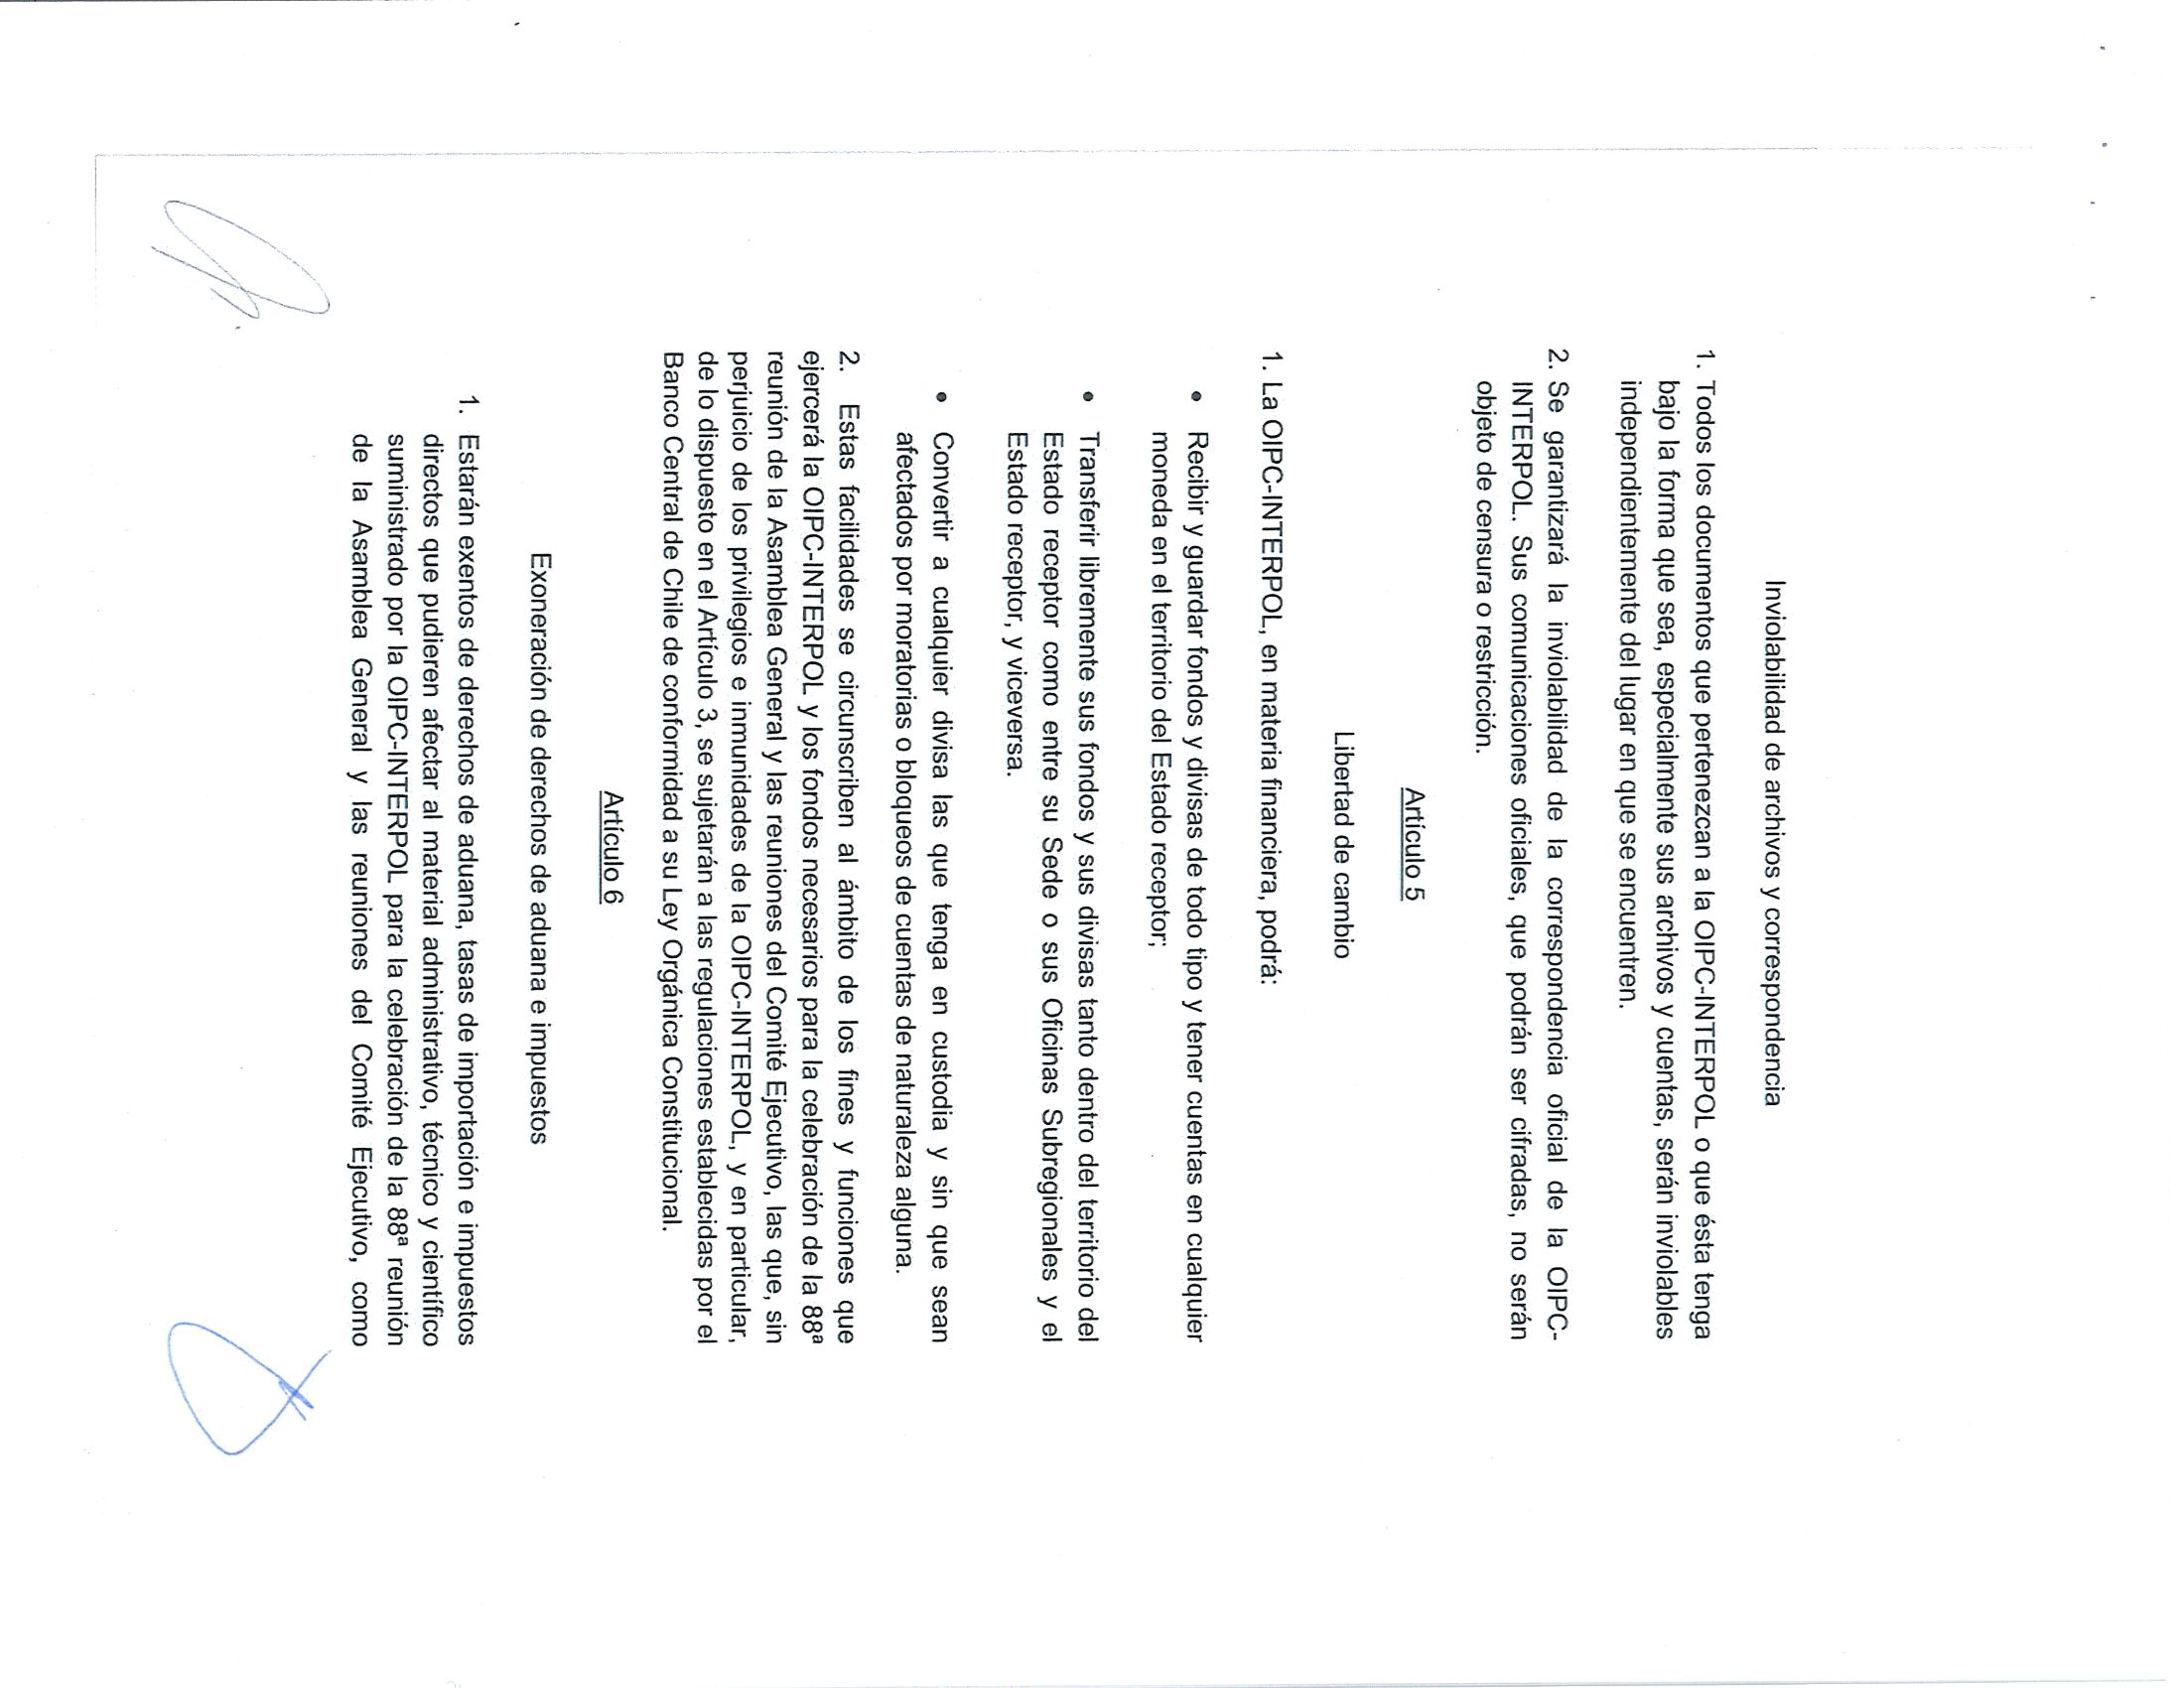 Inviolabilidad de archivos y correspondencia
1. Todos los documentos que pertenezcan a la OIPC-INTERPOL o que ésta tenga
bajo la forma que sea, especialmente sus archivos y cuentas, serán inviolables
independientemente del lugar en que se encuentren.
2. Se garantizará la inviolabilidad de la correspondencia oficial de la OIPC-
INTERPOL. Sus comunicaciones oficiales, que podrán ser cifradas, no serán
objeto de censura o restricción.
Artículo 5
Libertad de cambio
1. La OIPC-INTERPOL, en materia financiera, podrá:
• Recibir y guardar fondos y divisas de todo tipo y tener cuentas en cualquier
moneda en el territorio del Estado receptor;
• Transferir libremente sus fondos y sus divisas tanto dentro del territorio del
Estado receptor como entre su Sede o sus Oficinas Subregionales y el
Estado receptor, y viceversa.
• Convertir a cualquier divisa las que tenga en custodia y sin que sean
afectados por moratorias o bloqueos de cuentas de naturaleza alguna.
2. Estas facilidades se circunscriben al ámbito de los fines y funciones que
ejercerá la OIPC-INTERPOL y los fondos necesarios para la celebración de la 88ª
reunión de la Asamblea General y las reuniones del Comité Ejecutivo, las que, sin
perjuicio de los privilegios e inmunidades de la OIPC-INTERPOL, y en particular,
de lo dispuesto en el Artículo 3, se sujetarán a las regulaciones establecidas por el
Banco Central de Chile de conformidad a su Ley Orgánica Constitucional.
Artículo 6
Exoneración de derechos de aduana e impuestos
1. Estarán exentos de derechos de aduana, tasas de importación e impuestos
directos que pudieren afectar al material administrativo, técnico y científico
suministrado por la OIPC-INTERPOL para la celebración de la 88ª reunión
de la Asamblea General y las reuniones del Comité Ejecutivo, como